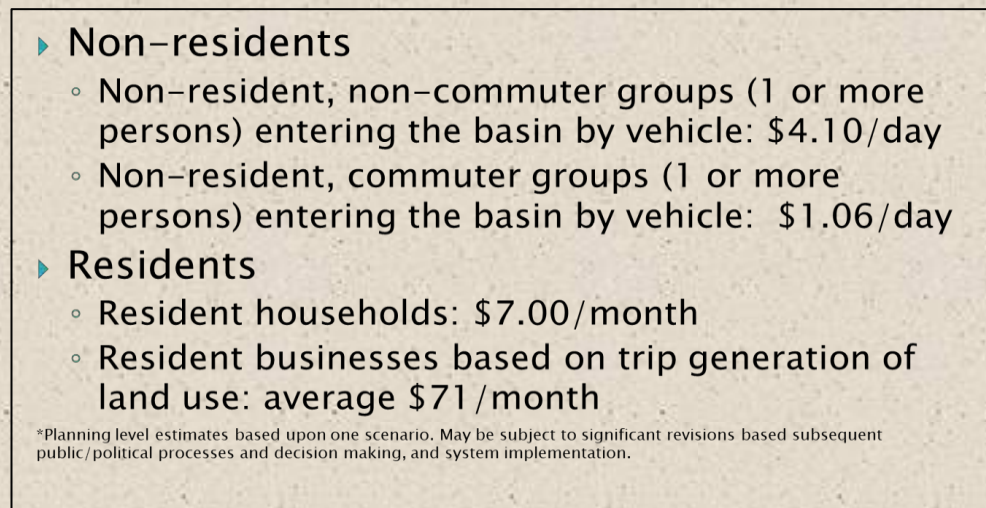 Non-residents
Non-resident, non-commuter groups (1 or more
persons) entering the basin by vehicle: $4.10/day
Non-resident, commuter groups (1 or more
persons) entering the basin by vehicle:  $1.06/day
Residents
Resident households: $7.00/month
Resident businesses based on trip generation of
land use: average $71/month
*Planning level estimates based upon one scenario. May be subject to significant revisions based subsequent
public/political processes and decision making, and system implementation.